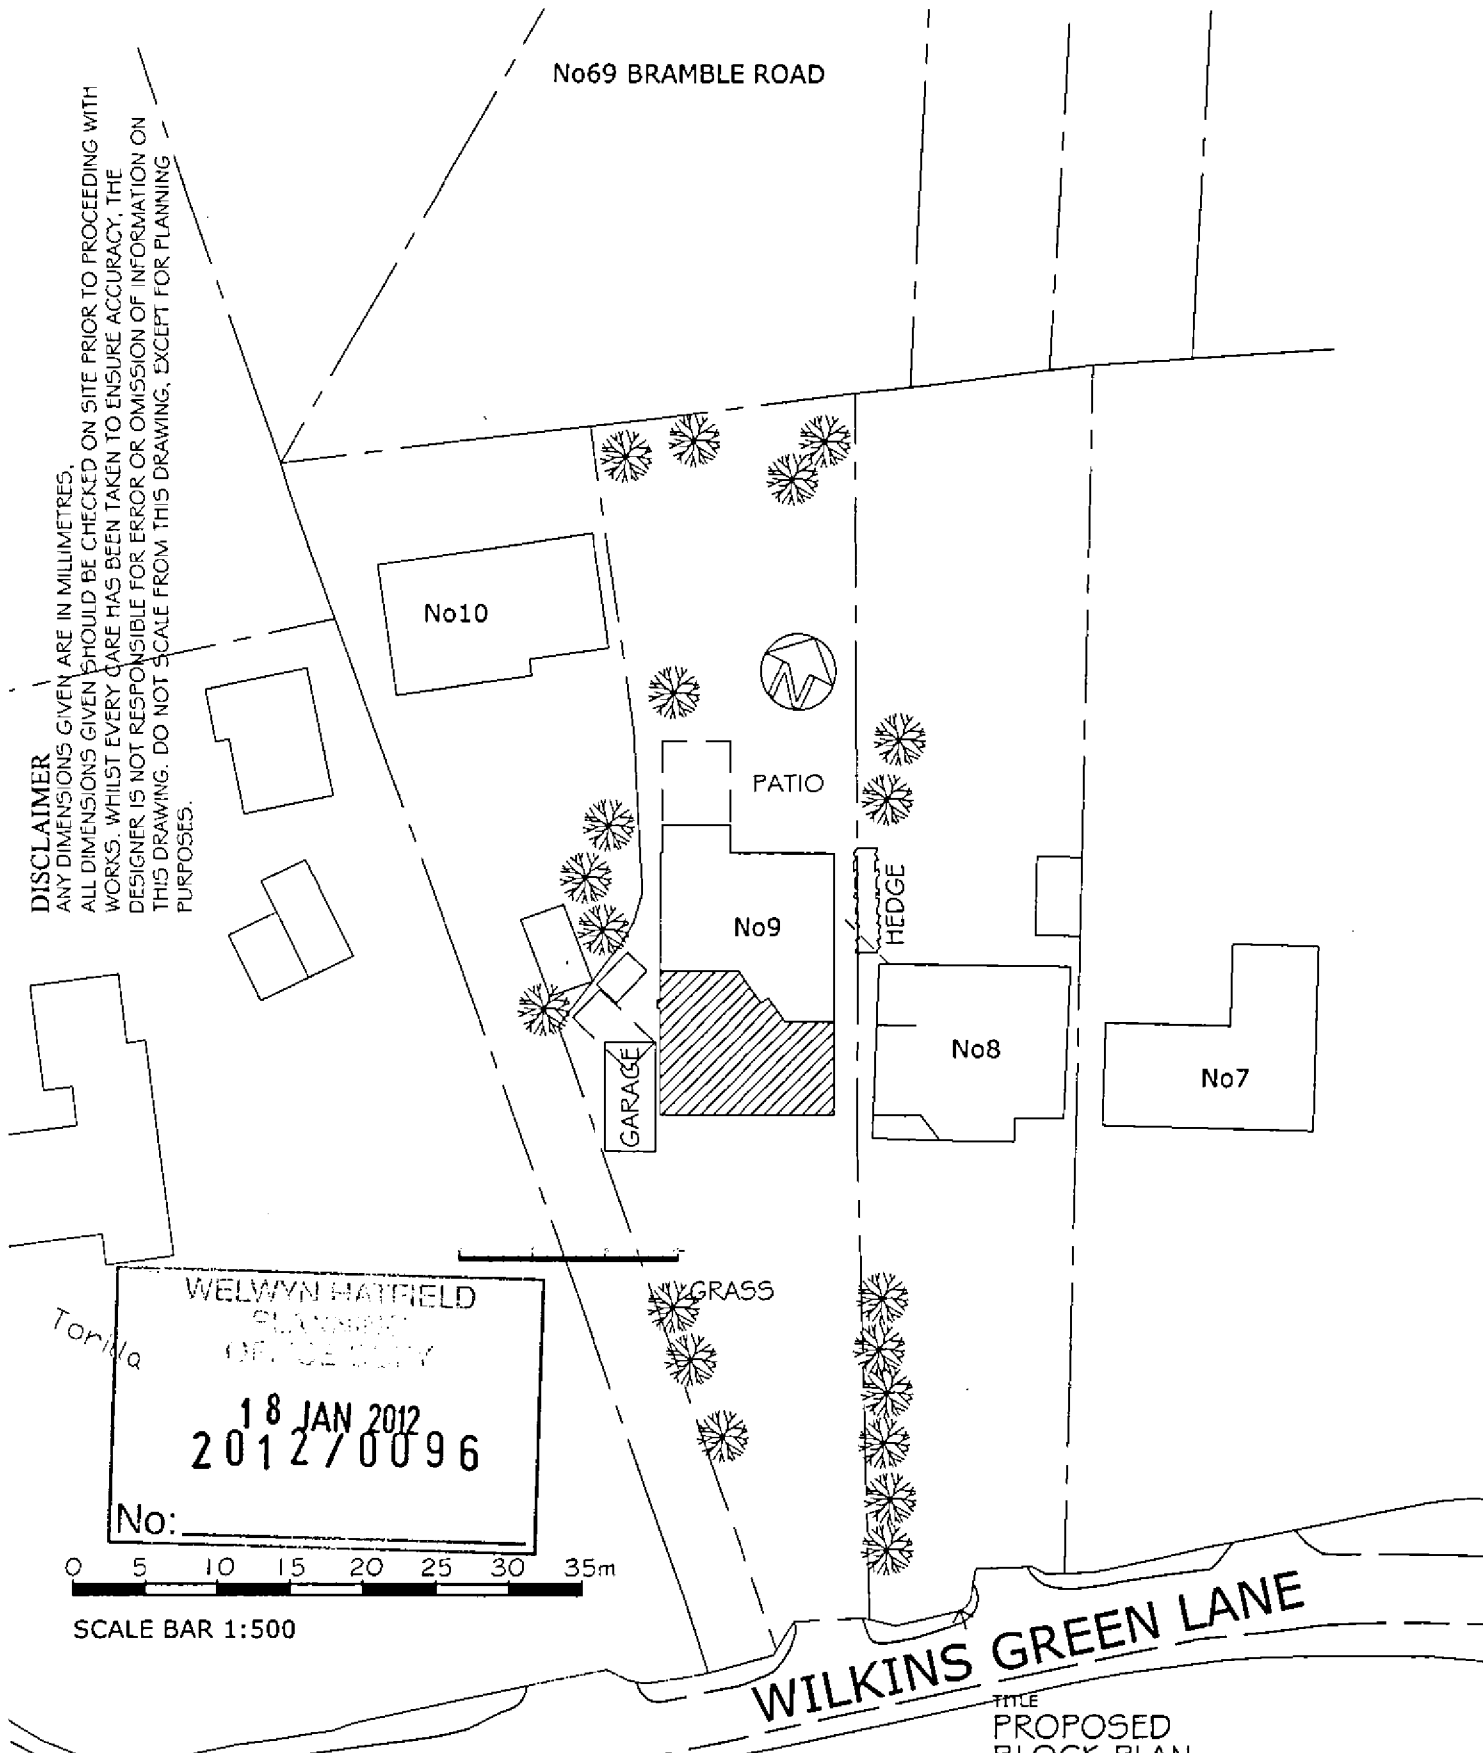 No69 BRAMBLE ROAD
DISCLAIMER
ANY DIMENSIONS GIVEN ARE IN MILLIMETRES.
ALL DIMENSIONS GIVEN SHOULD BE CHECKED ON SITE PRIOR TO PROCEEDING WITH
WORKS. WHILST EVERY CARE HAS BEEN TAKEN TO ENSURE ACCURACY, THE
DESIGNER IS NOT RESPONSIBLE FOR ERROR OR OMISSION OF INFORMATION ON
THIS DRAWING. DO NOT SCALE FROM THIS DRAWING, EXCEPT FOR PLANNING
PURPOSES.
No10
PATIO
HEDGE
No9
No8
No7
GARAGE
GRASS
Torilla
WELWYN HATFIELD
PLANNING
18 JAN 2012
2012/0096
No:
0 5 10 15 20 25 30 35m
SCALE BAR 1:500
WILKINS GREEN LANE
TITLE
PROPOSED
BLOCK PLAN